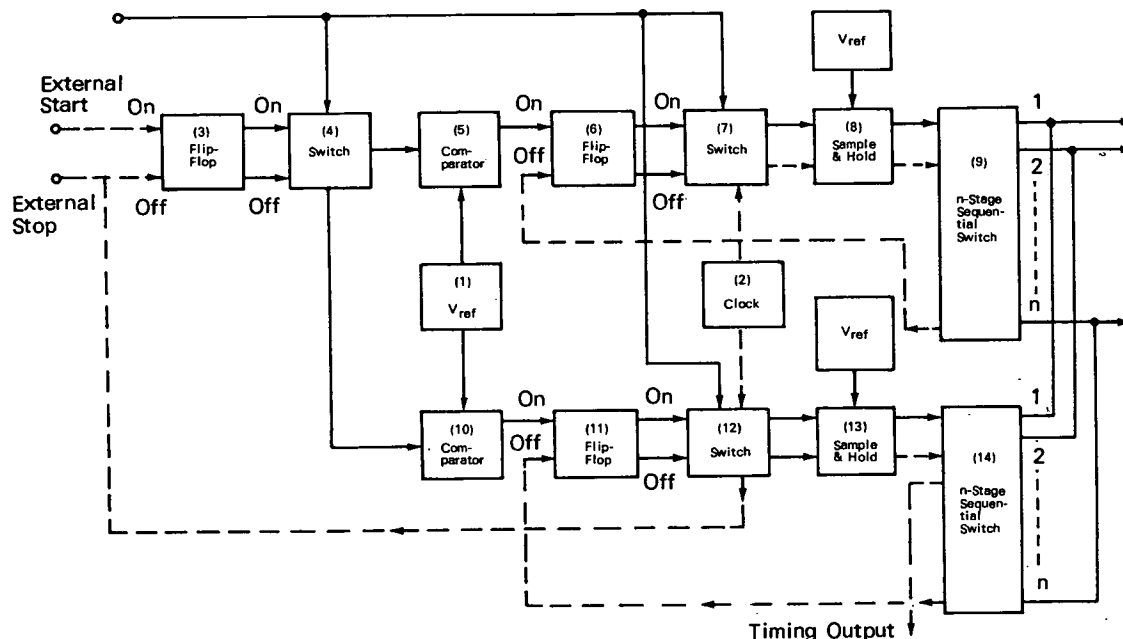 V_ref
External
Start
On
On
On
On
1
(3)
Flip-
Flop
(4)
Switch
(5)
Com-
parator
(6)
Flip-
Flop
(7)
Switch
(8)
Sample
& Hold
(9)
n-Stage
Sequen-
tial
Switch
Off
2
External
Stop
Off
Off
Off
(1)
V_ref
(2)
Clock
n
V_ref
On
On
1
(10)
Com-
parator
Off
(11)
Flip-
Flop
(12)
Switch
(13)
Sample
& Hold
(14)
n-Stage
Sequen-
tial
Switch
2
Off
n
Timing Output